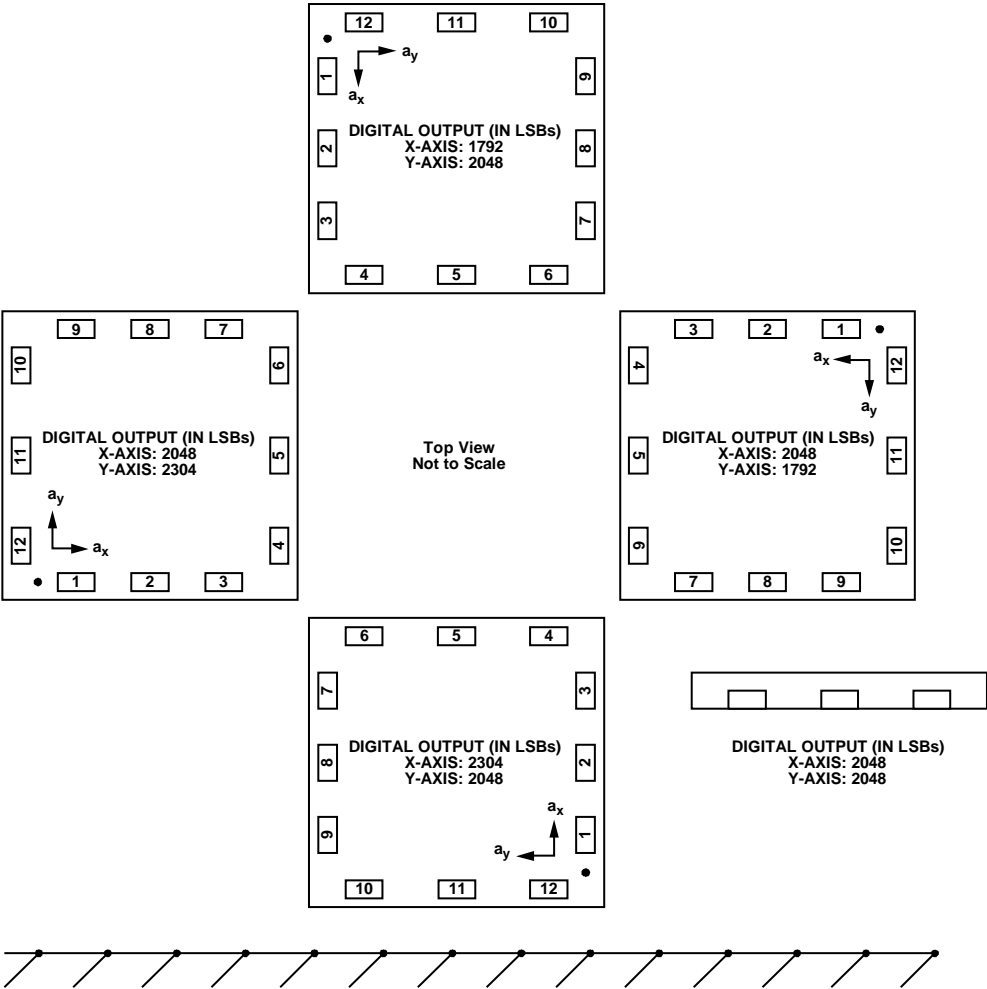 12 11 10
1 9
a_y
a_x
DIGITAL OUTPUT (IN LSBs)
X-AXIS: 1792
Y-AXIS: 2048
2 8
3 7
4 5 6
9 8 7
10 6
DIGITAL OUTPUT (IN LSBs)
X-AXIS: 2048
Y-AXIS: 2304
11 5
a_y
a_x
12 4
1 2 3
Top View
Not to Scale
3 2 1
4 12
a_x
a_y
DIGITAL OUTPUT (IN LSBs)
X-AXIS: 2048
Y-AXIS: 1792
5 11
6 10
7 8 9
6 5 4
7 3
DIGITAL OUTPUT (IN LSBs)
X-AXIS: 2304
Y-AXIS: 2048
8 2
a_x
a_y
9 1
10 11 12
DIGITAL OUTPUT (IN LSBs)
X-AXIS: 2048
Y-AXIS: 2048